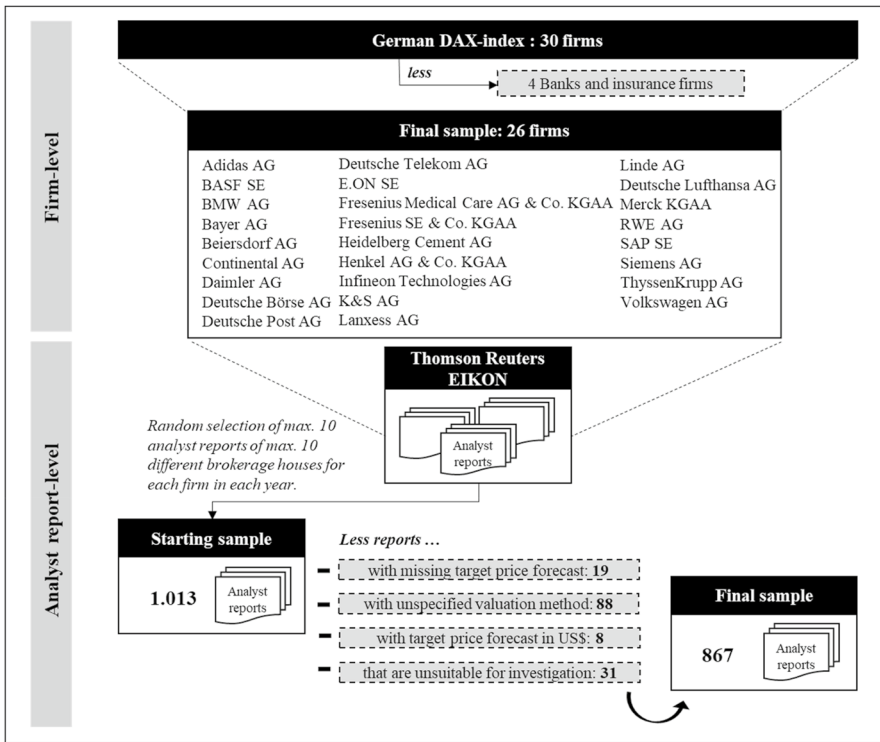 German DAX-index : 30 firms
less
4 Banks and insurance firms
Firm-level
Final sample: 26 firms
Adidas AG
BASF SE
BMW AG
Bayer AG
Beiersdorf AG
Continental AG
Daimler AG
Deutsche Börse AG
Deutsche Post AG
Deutsche Telekom AG
E.ON SE
Fresenius Medical Care AG & Co. KGAA
Fresenius SE & Co. KGAA
Heidelberg Cement AG
Henkel AG & Co. KGAA
Infineon Technologies AG
K&S AG
Lanxess AG
Linde AG
Deutsche Lufthansa AG
Merck KGAA
RWE AG
SAP SE
Siemens AG
ThyssenKrupp AG
Volkswagen AG
Analyst report-level
Thomson Reuters
EIKON
Analyst
reports
Random selection of max. 10
analyst reports of max. 10
different brokerage houses for
each firm in each year.
Starting sample
1.013
Analyst
reports
Less reports …
with missing target price forecast: 19
with unspecified valuation method: 88
with target price forecast in US$: 8
that are unsuitable for investigation: 31
Final sample
867
Analyst
reports